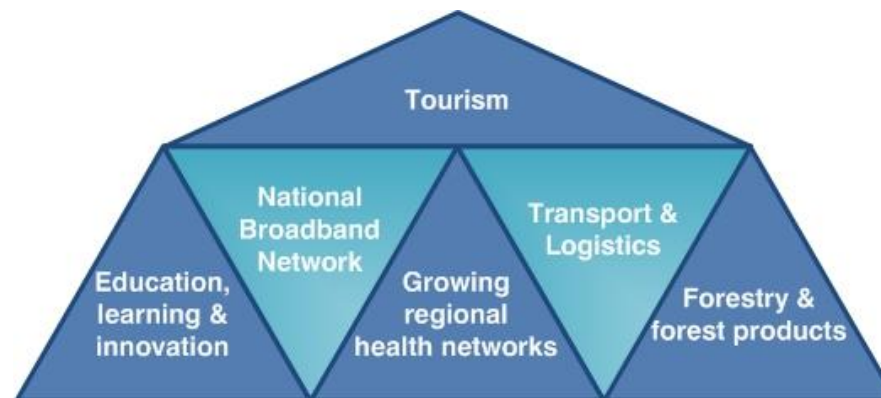 Tourism
National
Broadband
Network
Transport &
Logistics
Education,
learning &
innovation
Growing
regional
health networks
Forestry &
forest products